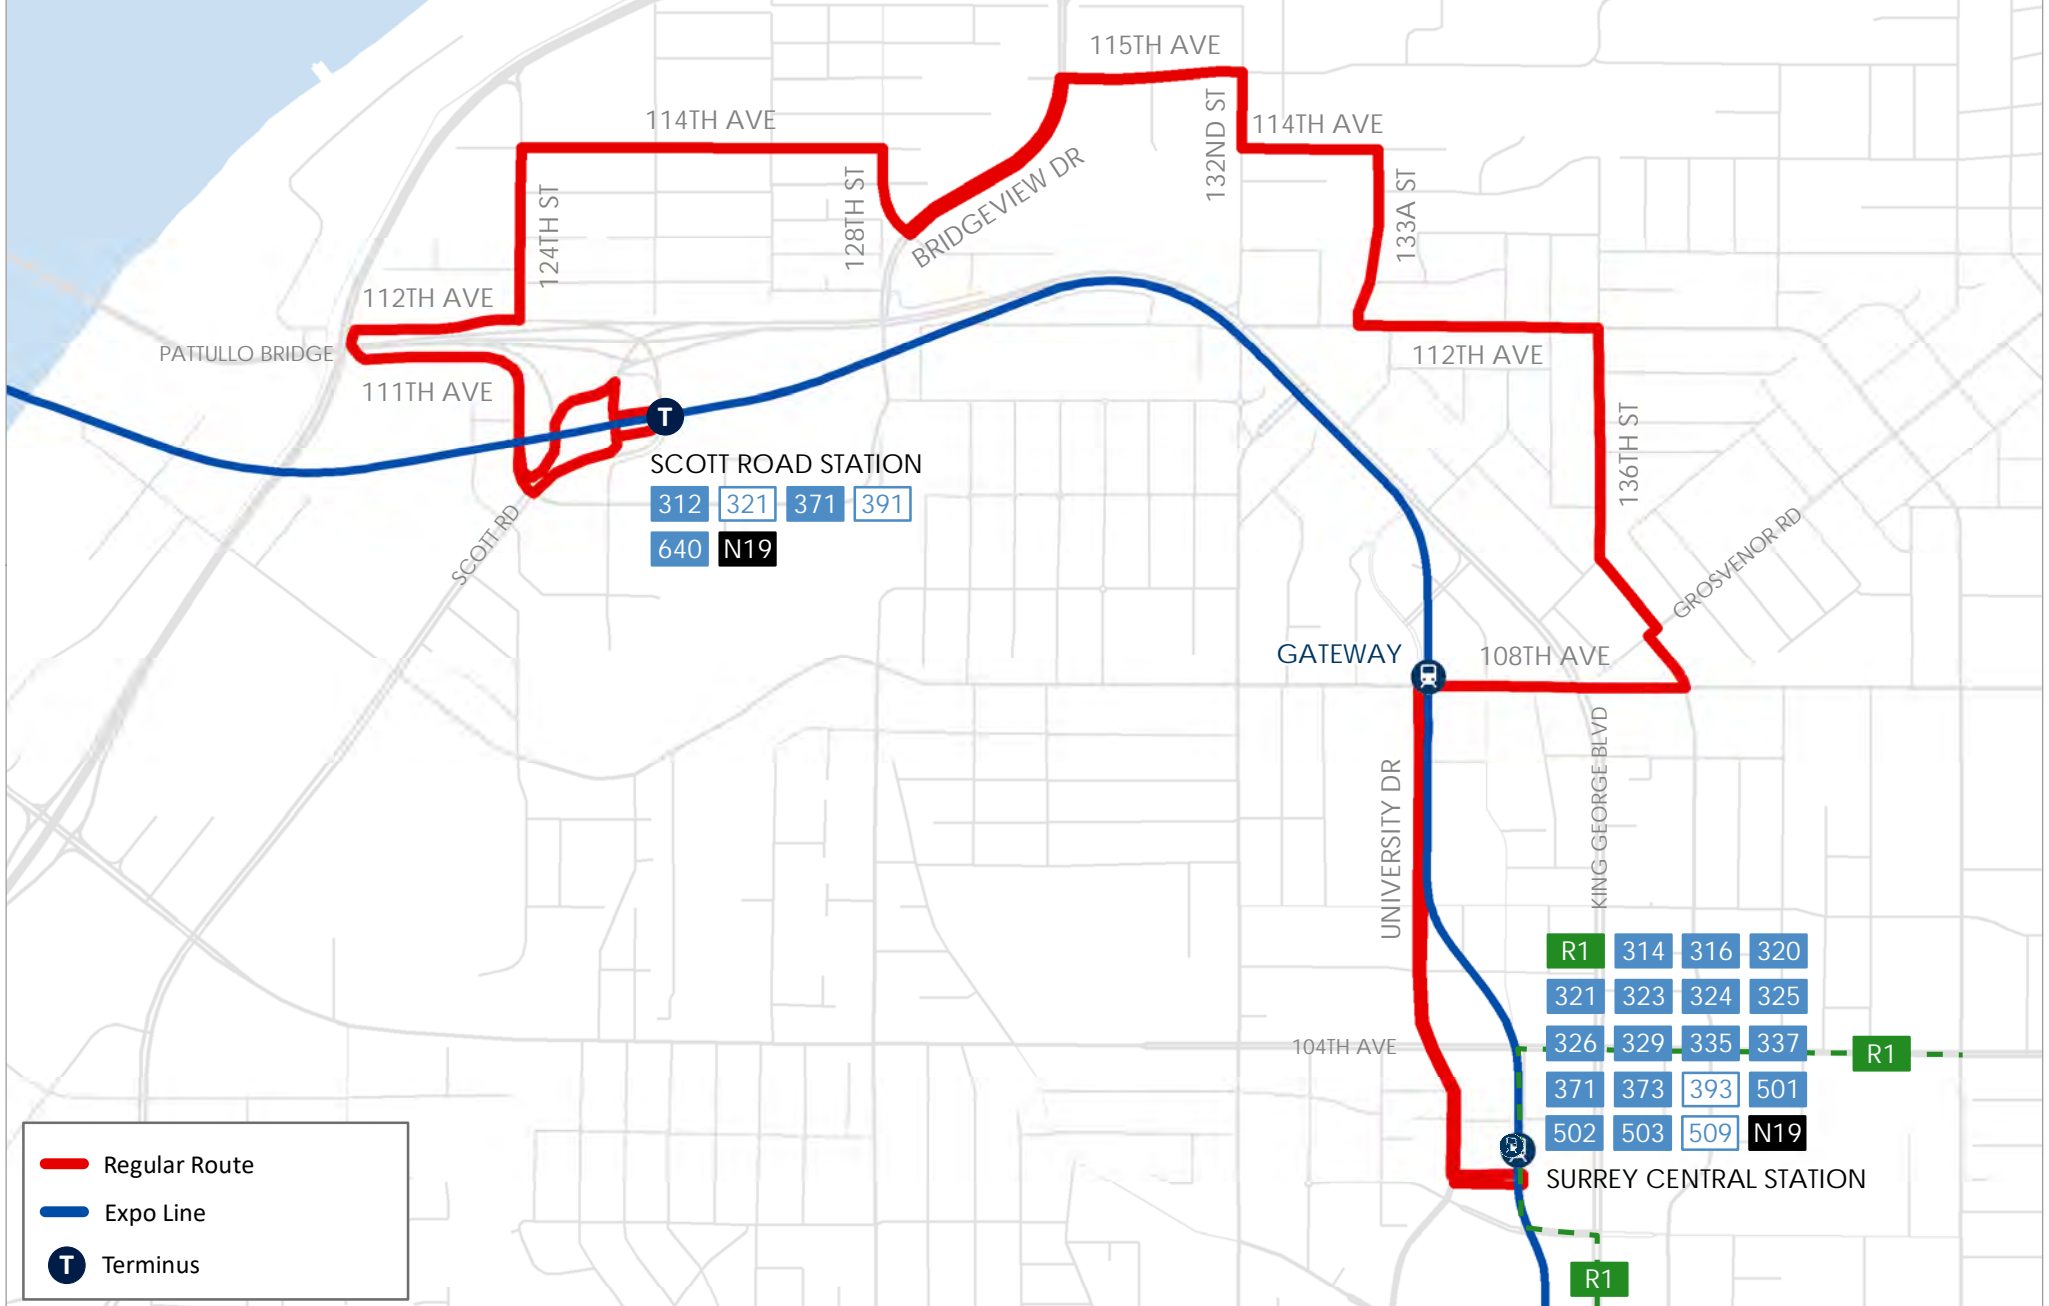 115TH AVE
114TH AVE
132ND ST
114TH AVE
128TH ST
BRIDGEVIEW DR
133A ST
124TH ST
112TH AVE
PATTULLO BRIDGE
111TH AVE
112TH AVE
136TH ST
T
SCOTT ROAD STATION
312 321 371 391
640 N19
SCOTT RD
GROSVENOR RD
GATEWAY
108TH AVE
UNIVERSITY DR
KING GEORGE BLVD
R1 314 316 320
321 323 324 325
326 329 335 337
R1
104TH AVE
371 373 393 501
502 503 509 N19
SURREY CENTRAL STATION
R1
Regular Route
Expo Line
T Terminus